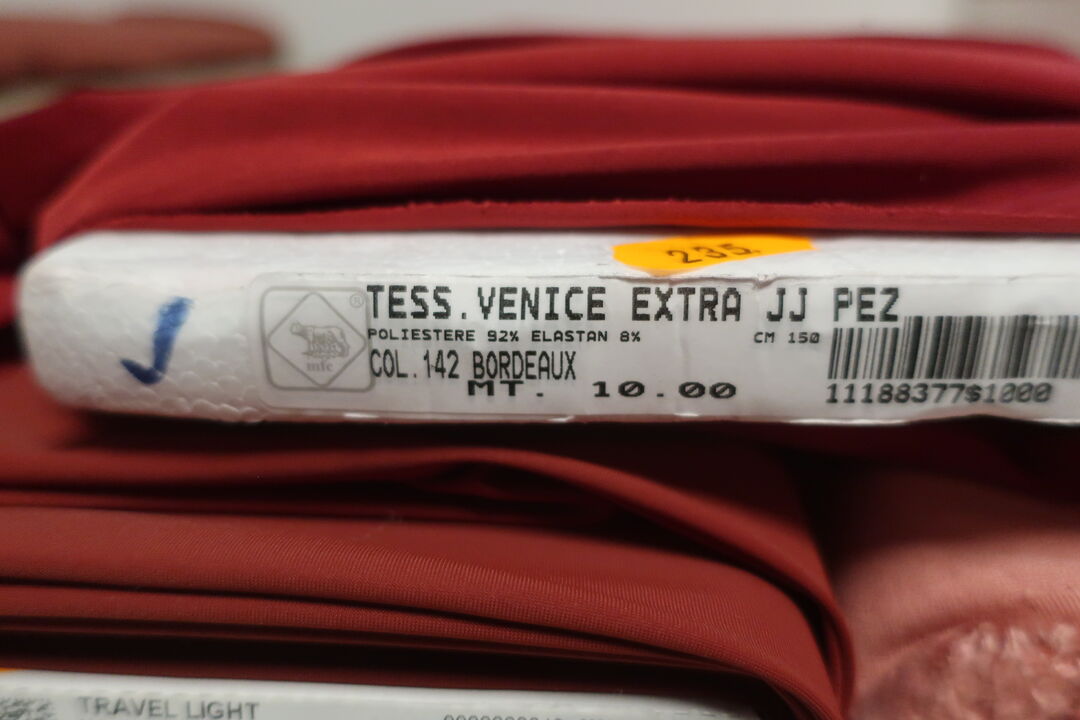 235.
TESS.VENICE EXTRA JJ PEZ
POLIESTERE 92% ELASTAN 8% CM 150
COL.142 BORDEAUX
MT. 10.00
11188377$1000
mfc
®
TRAVEL LIGHT